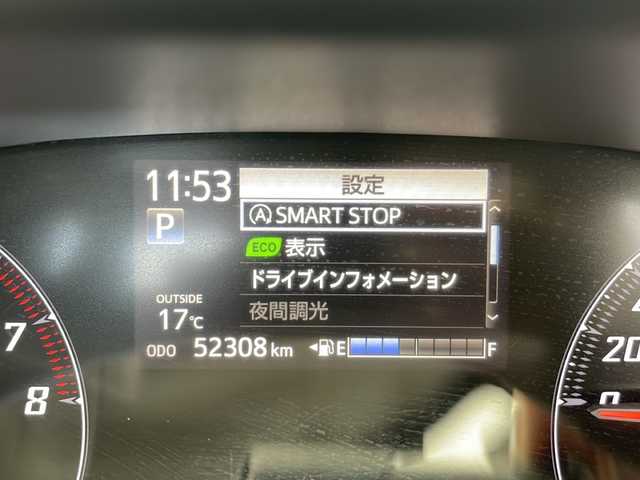 11:53
設定
Ⓐ SMART STOP
P
ECO 表示
ドライブインフォメーション
OUTSIDE
17℃
夜間調光
ODO 52308 km
E F
7
8
20
0